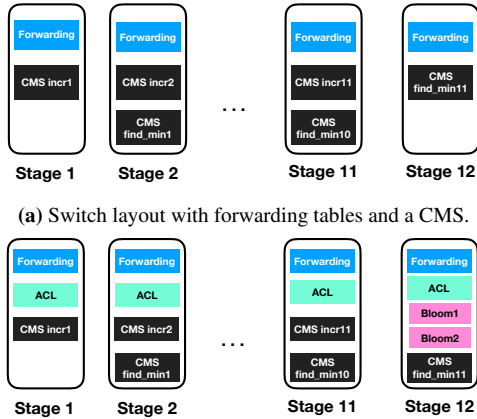 Forwarding
Forwarding
Forwarding
Forwarding
CMS incr1
CMS incr2
CMS incr11
CMS
find_min11
CMS
find_min1
. . .
CMS
find_min10
Stage 1
Stage 2
Stage 11
Stage 12
(a) Switch layout with forwarding tables and a CMS.
Forwarding
Forwarding
Forwarding
Forwarding
ACL
ACL
ACL
ACL
CMS incr1
CMS incr2
CMS incr11
Bloom1
Bloom2
CMS
find_min1
. . .
CMS
find_min10
CMS
find_min11
Stage 1
Stage 2
Stage 11
Stage 12